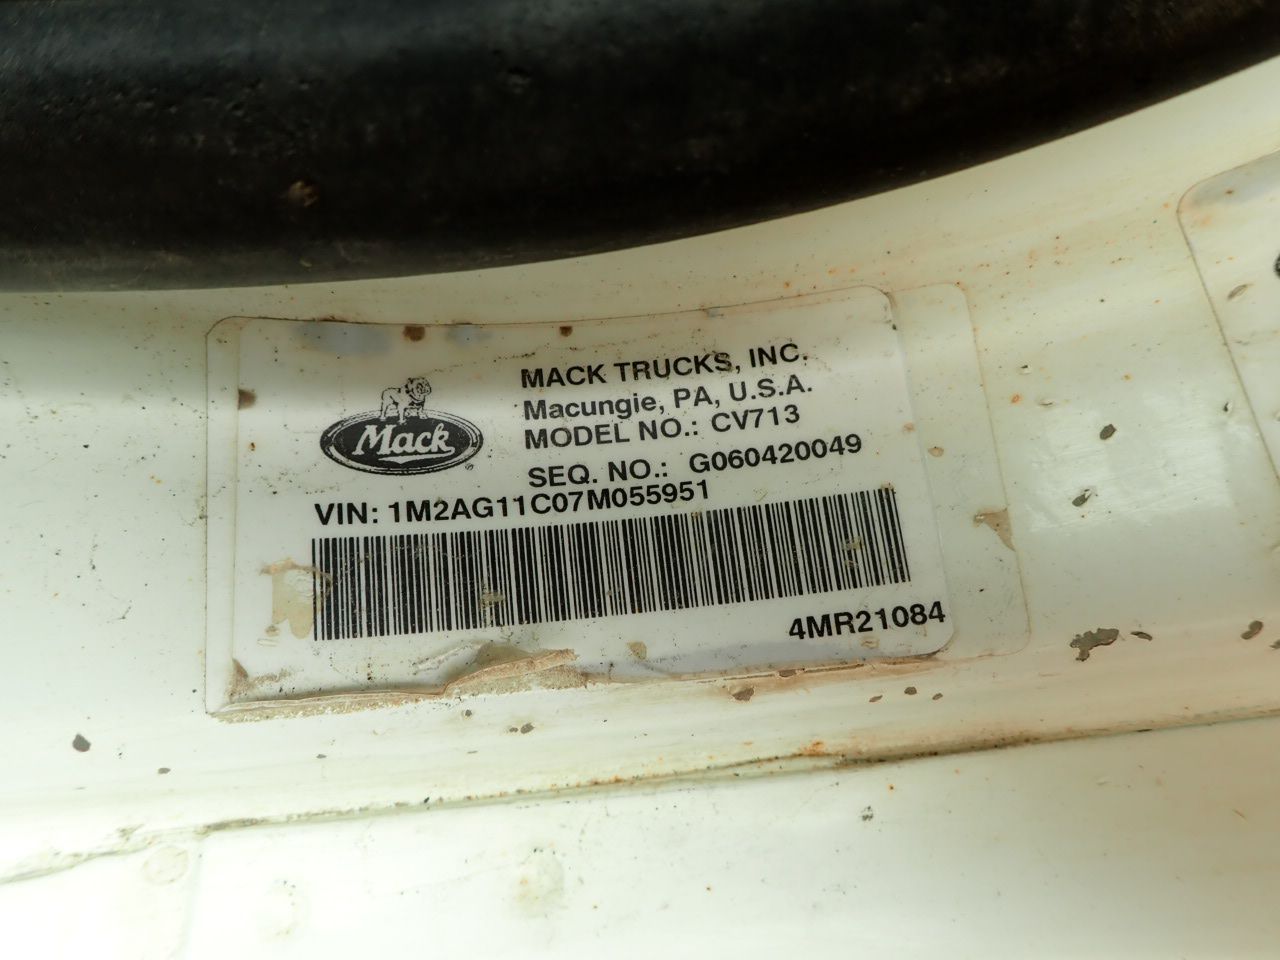 MACK TRUCKS, INC.
Macungie, PA, U.S.A.
MODEL NO.: CV713
Mack
SEQ. NO.: G060420049
VIN: 1M2AG11C07M055951
4MR21084